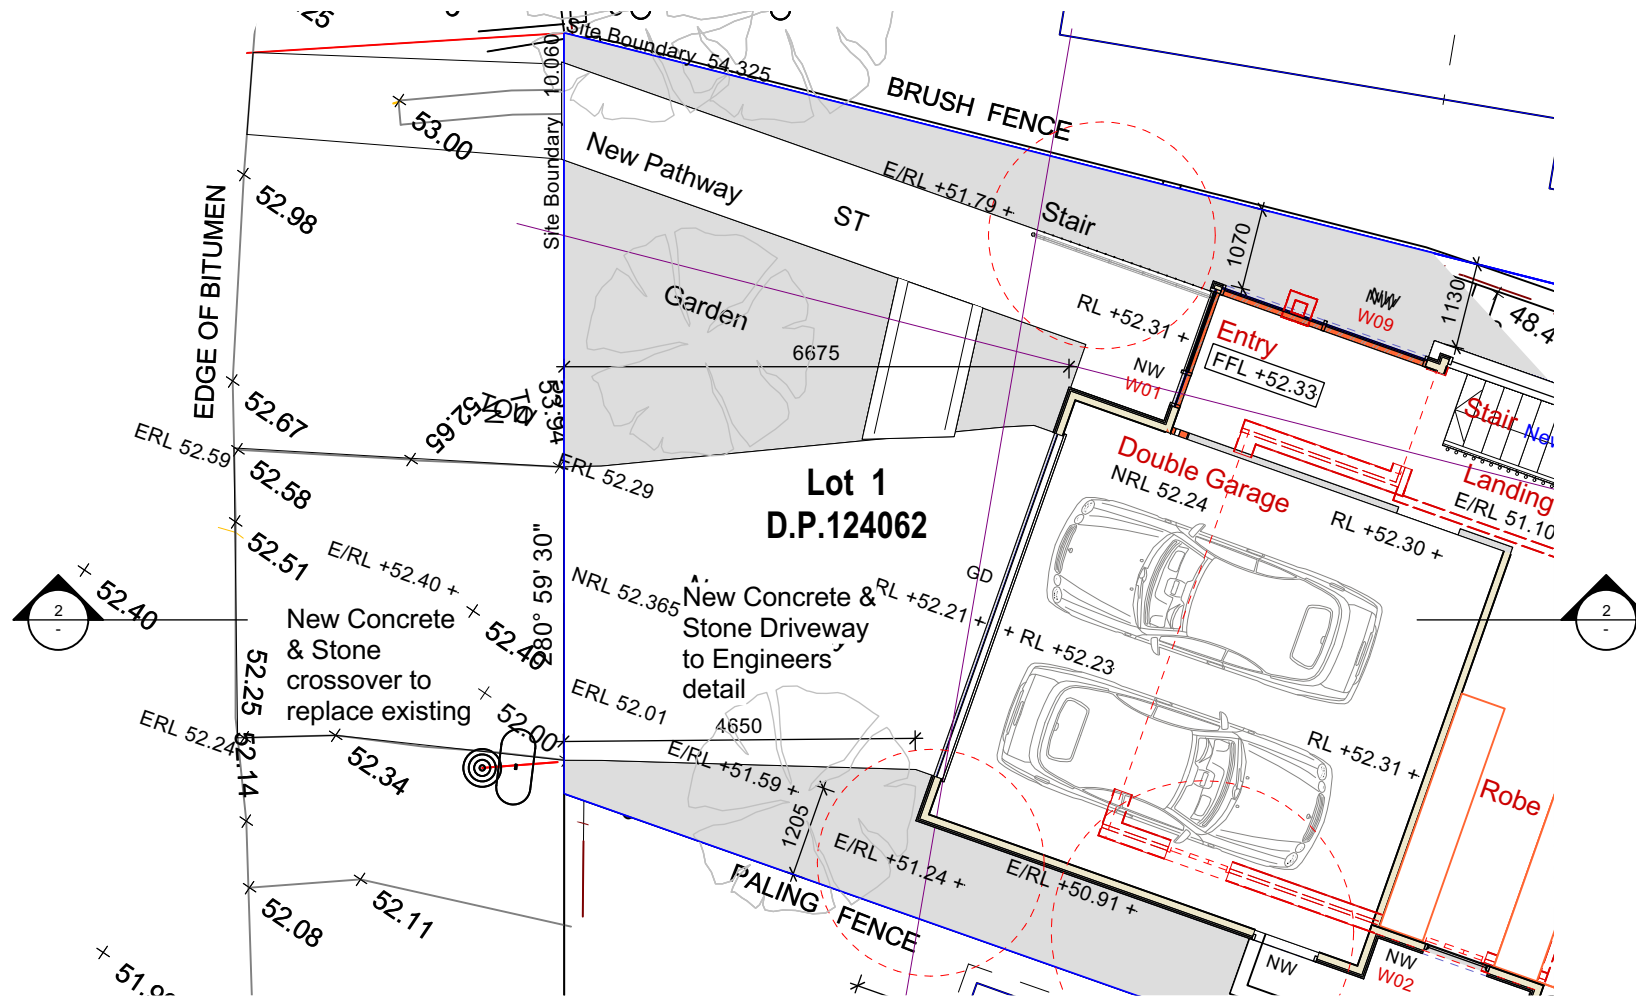 Site Boundary 54.325
Site Boundary 10.060
BRUSH FENCE
53.00
New Pathway
ST
E/RL +51.79 +
Stair
1070
1130
52.98
EDGE OF BITUMEN
Garden
6675
RL +52.31 +
NW
W01
Entry
FFL +52.33
W09
48.4
Stair
52.67
52.65
ERL 52.59
52.58
ERL 52.29
Lot 1
D.P.124062
Double Garage
NRL 52.24
Landing
E/RL 51.10
RL +52.30 +
52.51
E/RL +52.40 +
52.40
52.40
280° 59' 30"
NRL 52.365
New Concrete &
Stone Driveway
to Engineers
detail
RL +52.21 +
GD
+ RL +52.23
2
-
2
-
New Concrete
& Stone
crossover to
replace existing
52.25
ERL 52.24
52.14
52.34
52.00
ERL 52.01
4650
E/RL +51.59 +
1205
E/RL +51.24 +
E/RL +50.91 +
RL +52.31 +
Robe
PALING FENCE
52.08
52.11
NW
NW
W02